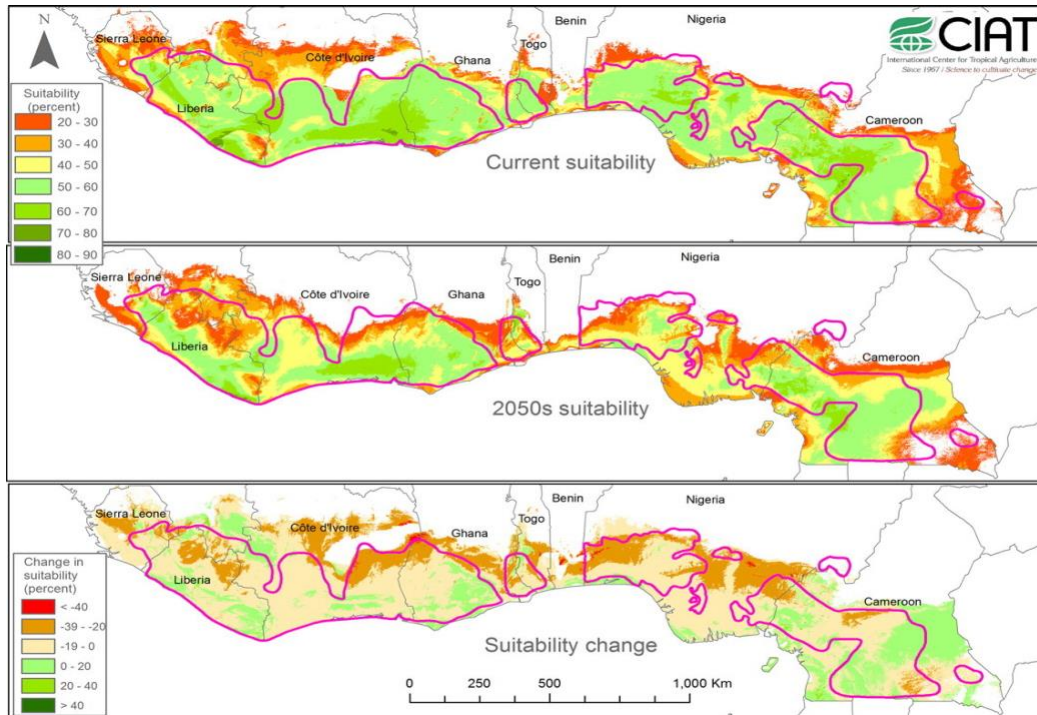 N
Sierra Leone
Côte d'Ivoire
Ghana
Togo
Benin
Nigeria
CIAT
International Center for Tropical Agriculture
Since 1967 / Science to cultivate change
Suitability
(percent)
20 - 30
30 - 40
40 - 50
50 - 60
60 - 70
70 - 80
80 - 90
Liberia
Cameroon
Current suitability
Sierra Leone
Côte d'Ivoire
Ghana
Togo
Benin
Nigeria
Liberia
Cameroon
2050s suitability
Sierra Leone
Côte d'Ivoire
Ghana
Togo
Benin
Nigeria
Change in
suitability
(percent)
< -40
-39 - -20
-19 - 0
0 - 20
20 - 40
> 40
Liberia
Cameroon
Suitability change
0 250 500 1,000 Km